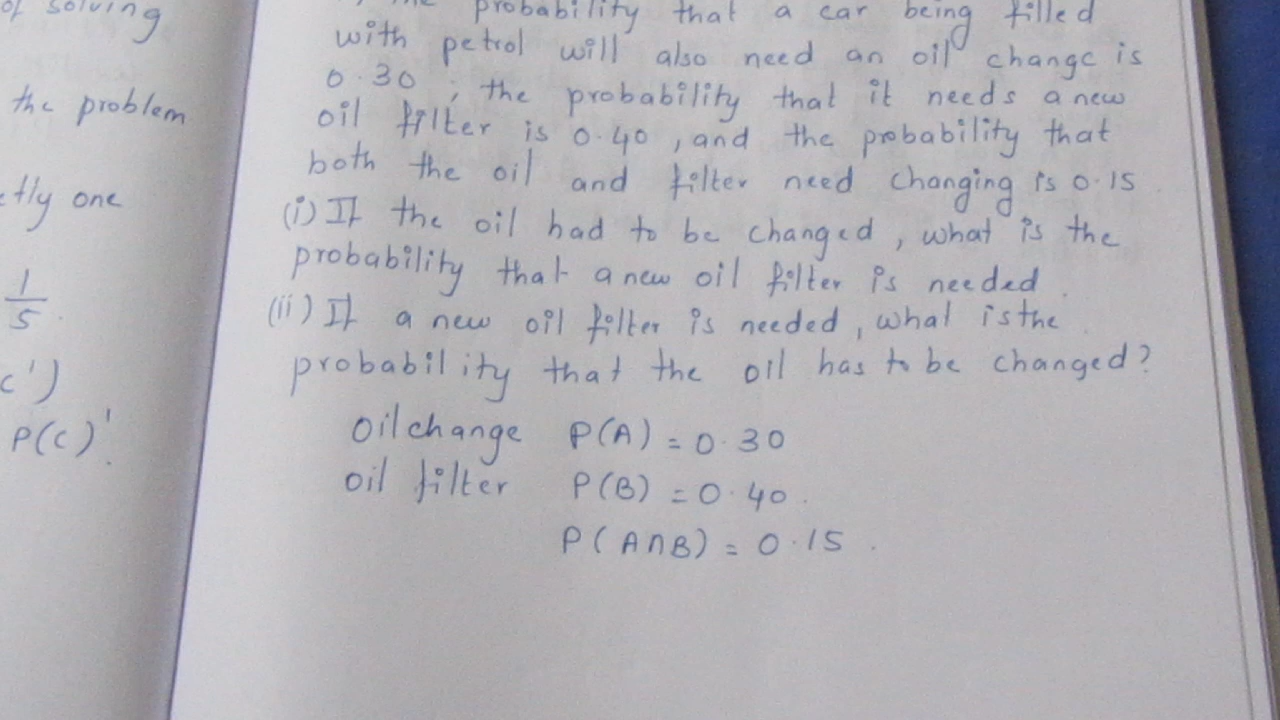 of solving
the problem
ctly one
1
5
c')
P(C)'
probability that a car being filled
with petrol will also need an oil change is
0.30 ; the probability that it needs a new
oil filter is 0.40 , and the probability that
both the oil and filter need changing is 0.15
(i) If the oil had to be changed , what is the
probability that a new oil filter is needed .
(ii) If a new oil filter is needed , what is the
probability that the oil has to be changed ?
Oil change P(A) = 0.30
oil filter P(B) = 0.40 .
P(A∩B) = 0.15 .